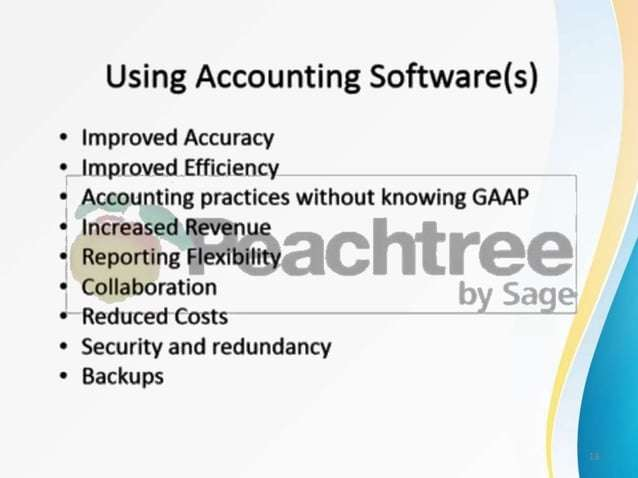 Using Accounting Software(s)
• Improved Accuracy
• Improved Efficiency
• Accounting practices without knowing GAAP
• Increased Revenue
• Reporting Flexibility
• Collaboration
• Reduced Costs
• Security and redundancy
• Backups
Peachtree
by Sage